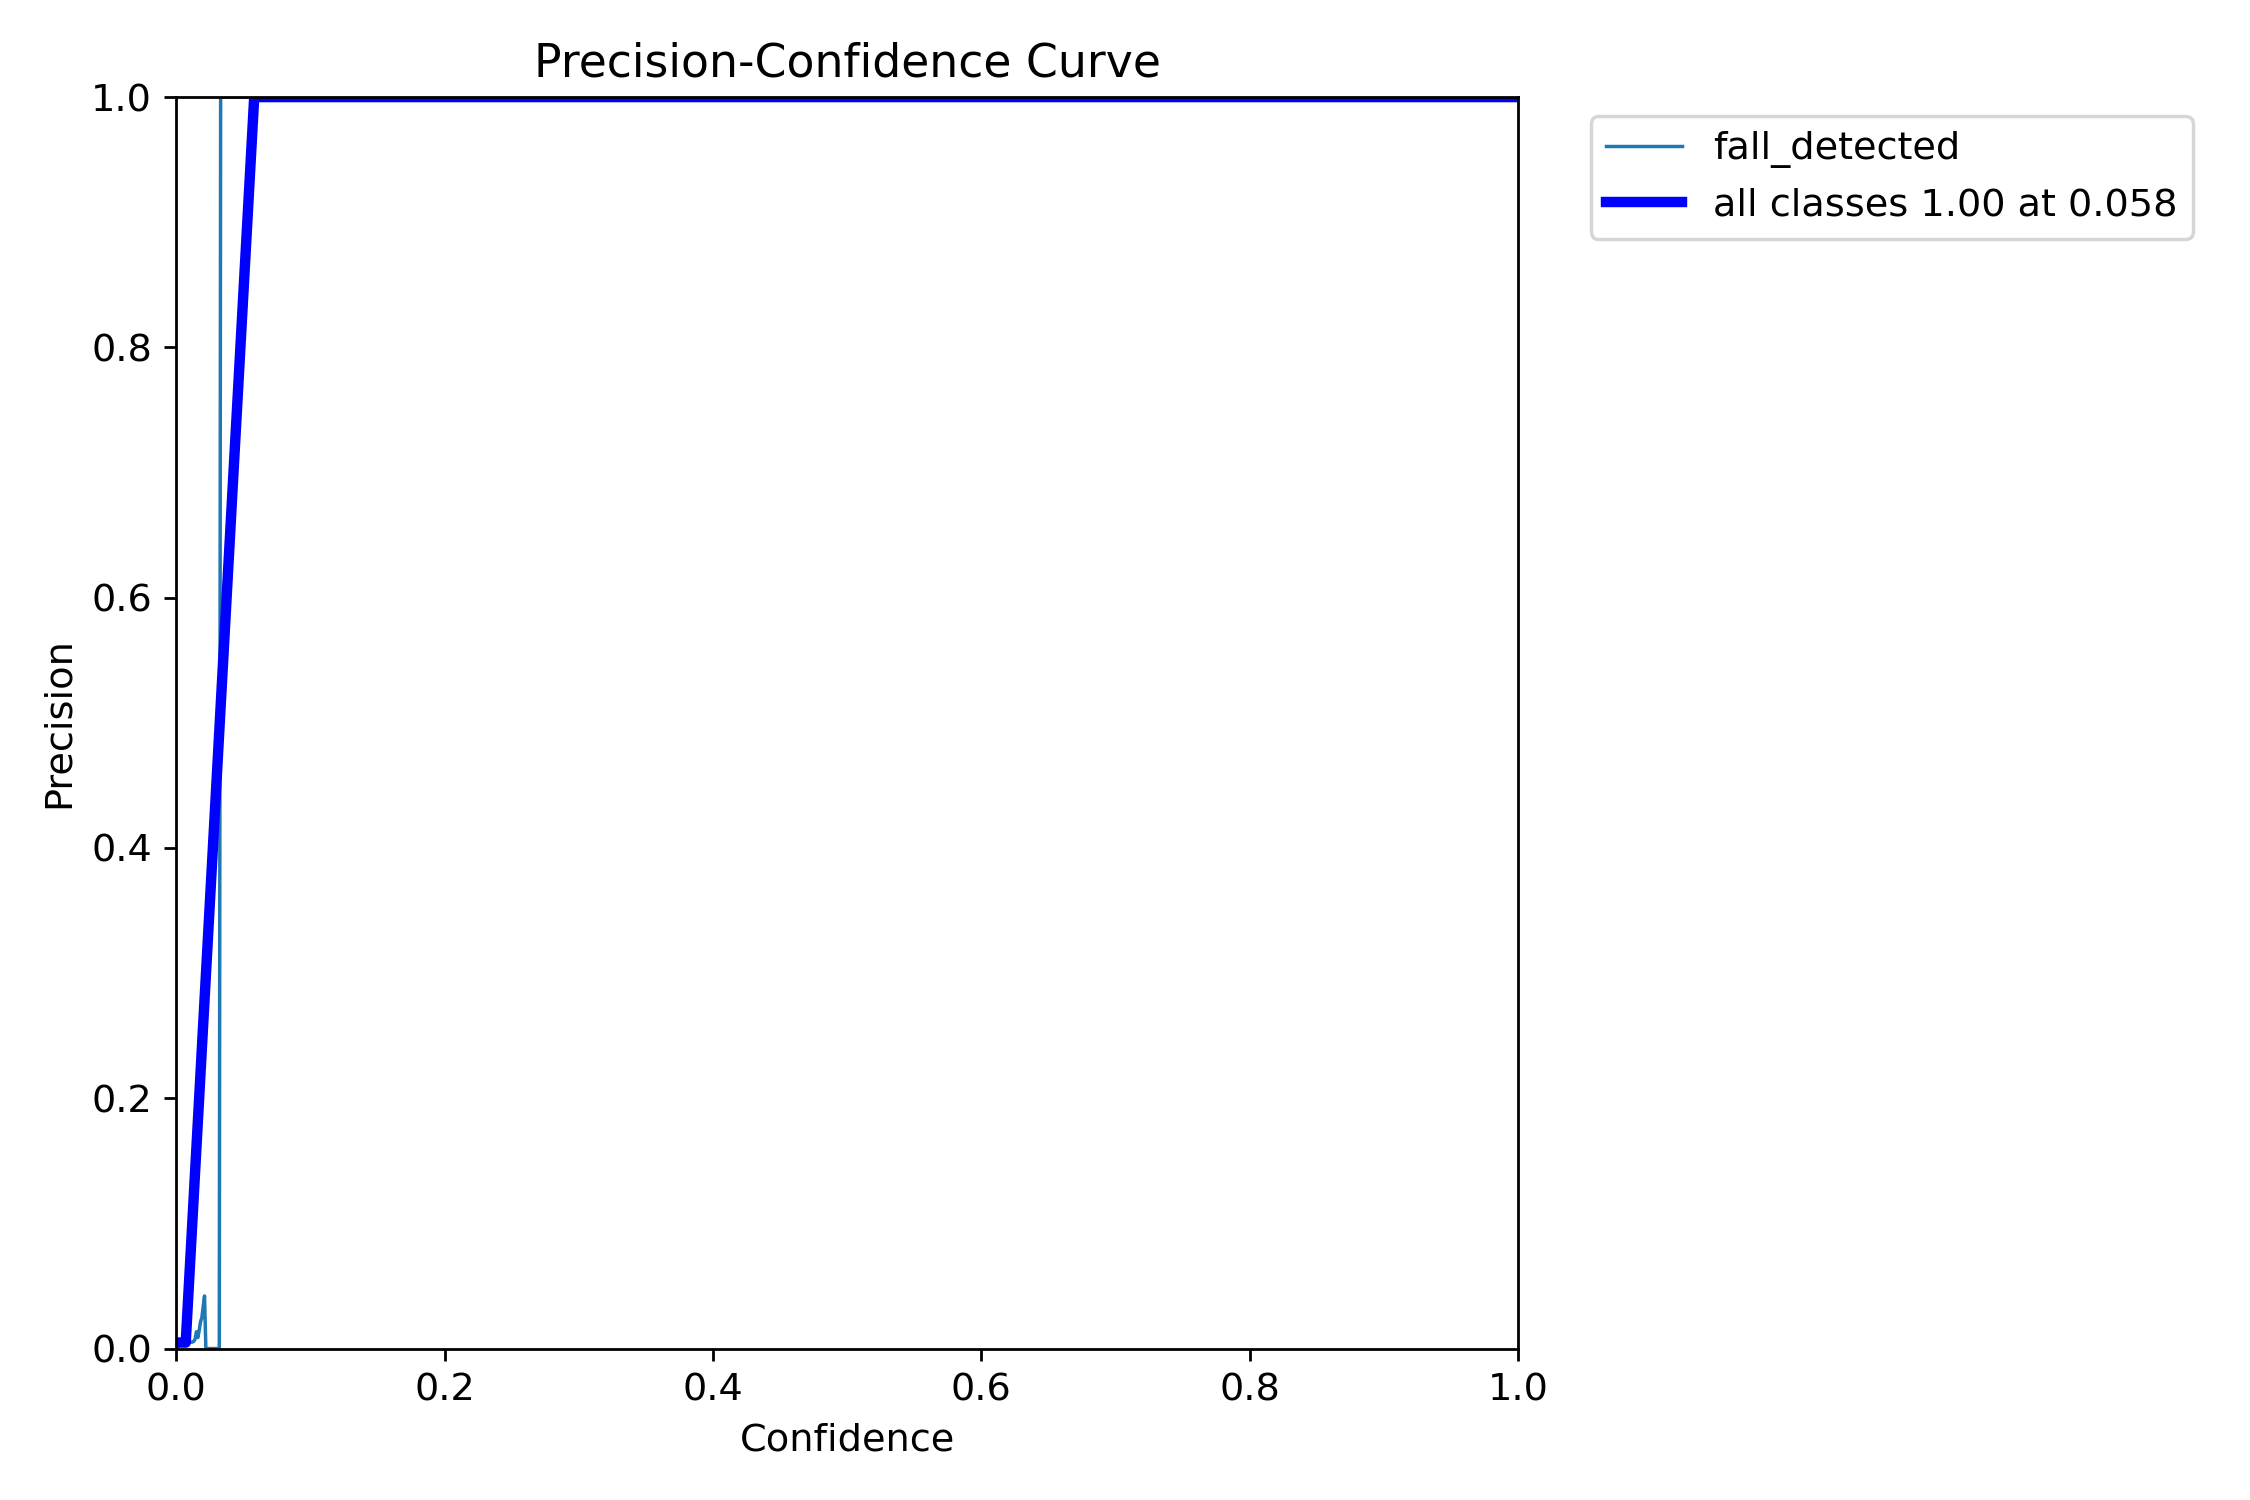 Precision-Confidence Curve
1.0
0.8
0.6
0.4
0.2
0.0
Precision
0.0 0.2 0.4 0.6 0.8 1.0
Confidence
fall_detected
all classes 1.00 at 0.058